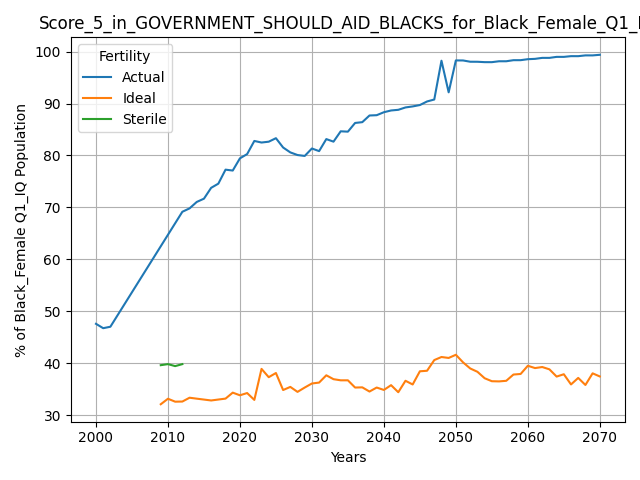 Score_5_in_GOVERNMENT_SHOULD_AID_BLACKS_for_Black_Female_Q1_I
Fertility
Actual
Ideal
Sterile
% of Black_Female Q1_IQ Population
100
90
80
70
60
50
40
30
2000 2010 2020 2030 2040 2050 2060 2070
Years